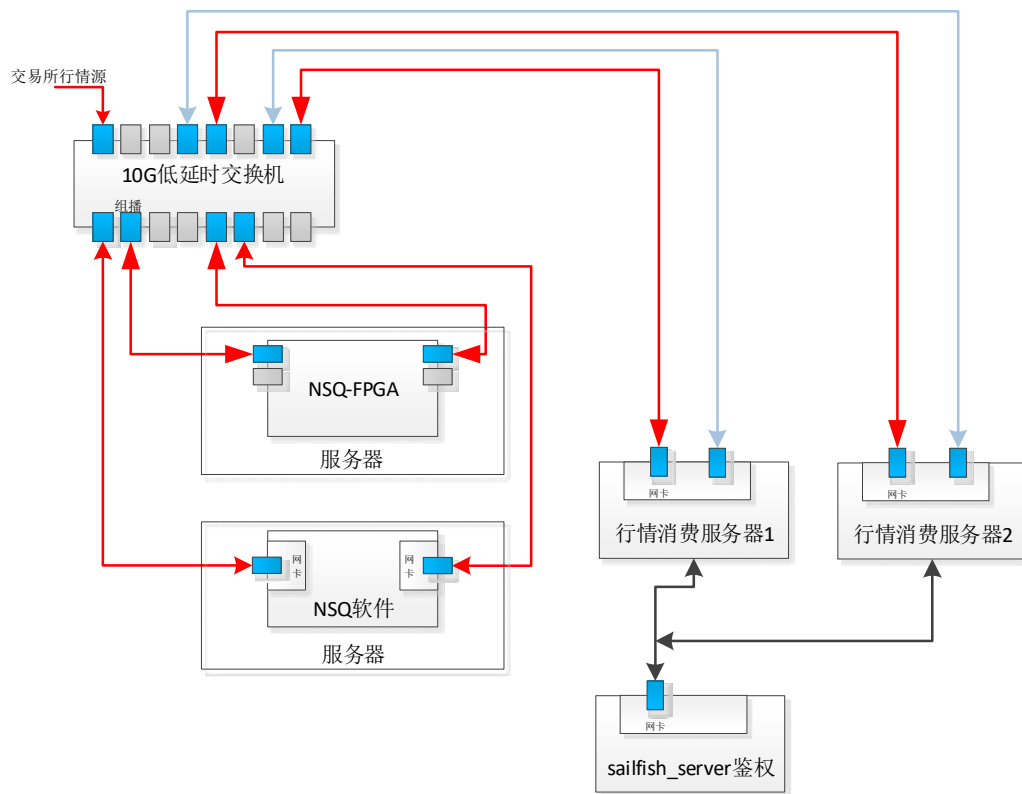 交易所行情源
10G低延时交换机
组播
NSQ-FPGA
服务器
网卡
网卡
行情消费服务器1
行情消费服务器2
网卡
网卡
NSQ软件
服务器
网卡
sailfish_server鉴权